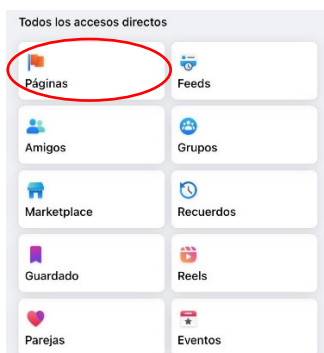 Todos los accesos directos
Páginas
Feeds
Amigos
Grupos
Marketplace
Recuerdos
Guardado
Reels
Parejas
Eventos